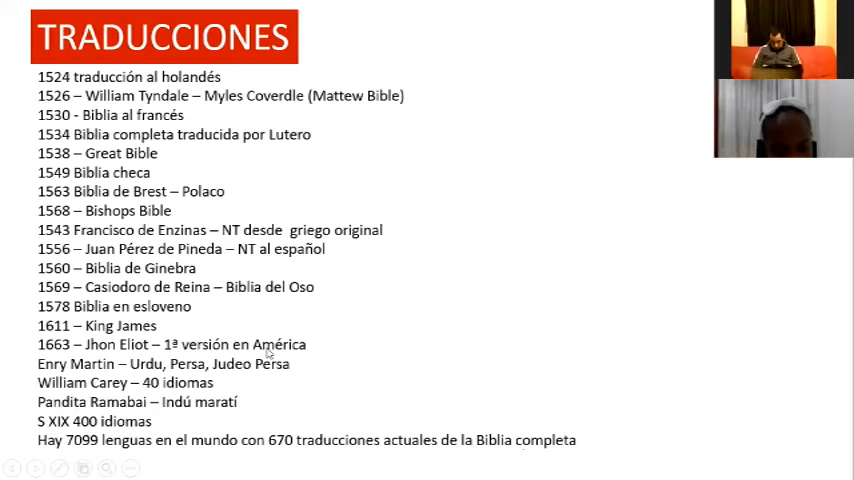 TRADUCCIONES
1524 traducción al holandés
1526 – William Tyndale – Myles Coverdle (Mattew Bible)
1530 - Biblia al francés
1534 Biblia completa traducida por Lutero
1538 – Great Bible
1549 Biblia checa
1563 Biblia de Brest – Polaco
1568 – Bishops Bible
1543 Francisco de Enzinas – NT desde  griego original
1556 – Juan Pérez de Pineda – NT al español
1560 – Biblia de Ginebra
1569 – Casiodoro de Reina – Biblia del Oso
1578 Biblia en esloveno
1611 – King James
1663 – Jhon Eliot – 1ª versión en América
Enry Martin – Urdu, Persa, Judeo Persa
William Carey – 40 idiomas
Pandita Ramabai – Indú maratí
S XIX 400 idiomas
Hay 7099 lenguas en el mundo con 670 traducciones actuales de la Biblia completa